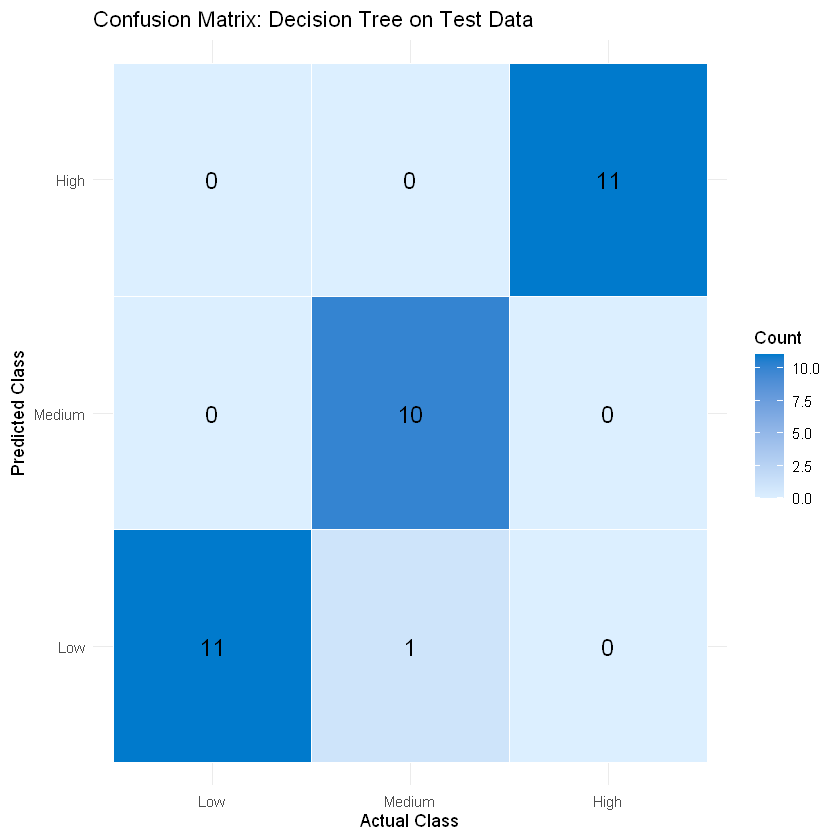 Confusion Matrix: Decision Tree on Test Data
Predicted Class
High
0
0
11
Medium
0
10
0
Low
11
1
0
Low
Medium
High
Actual Class
Count
10.0
7.5
5.0
2.5
0.0